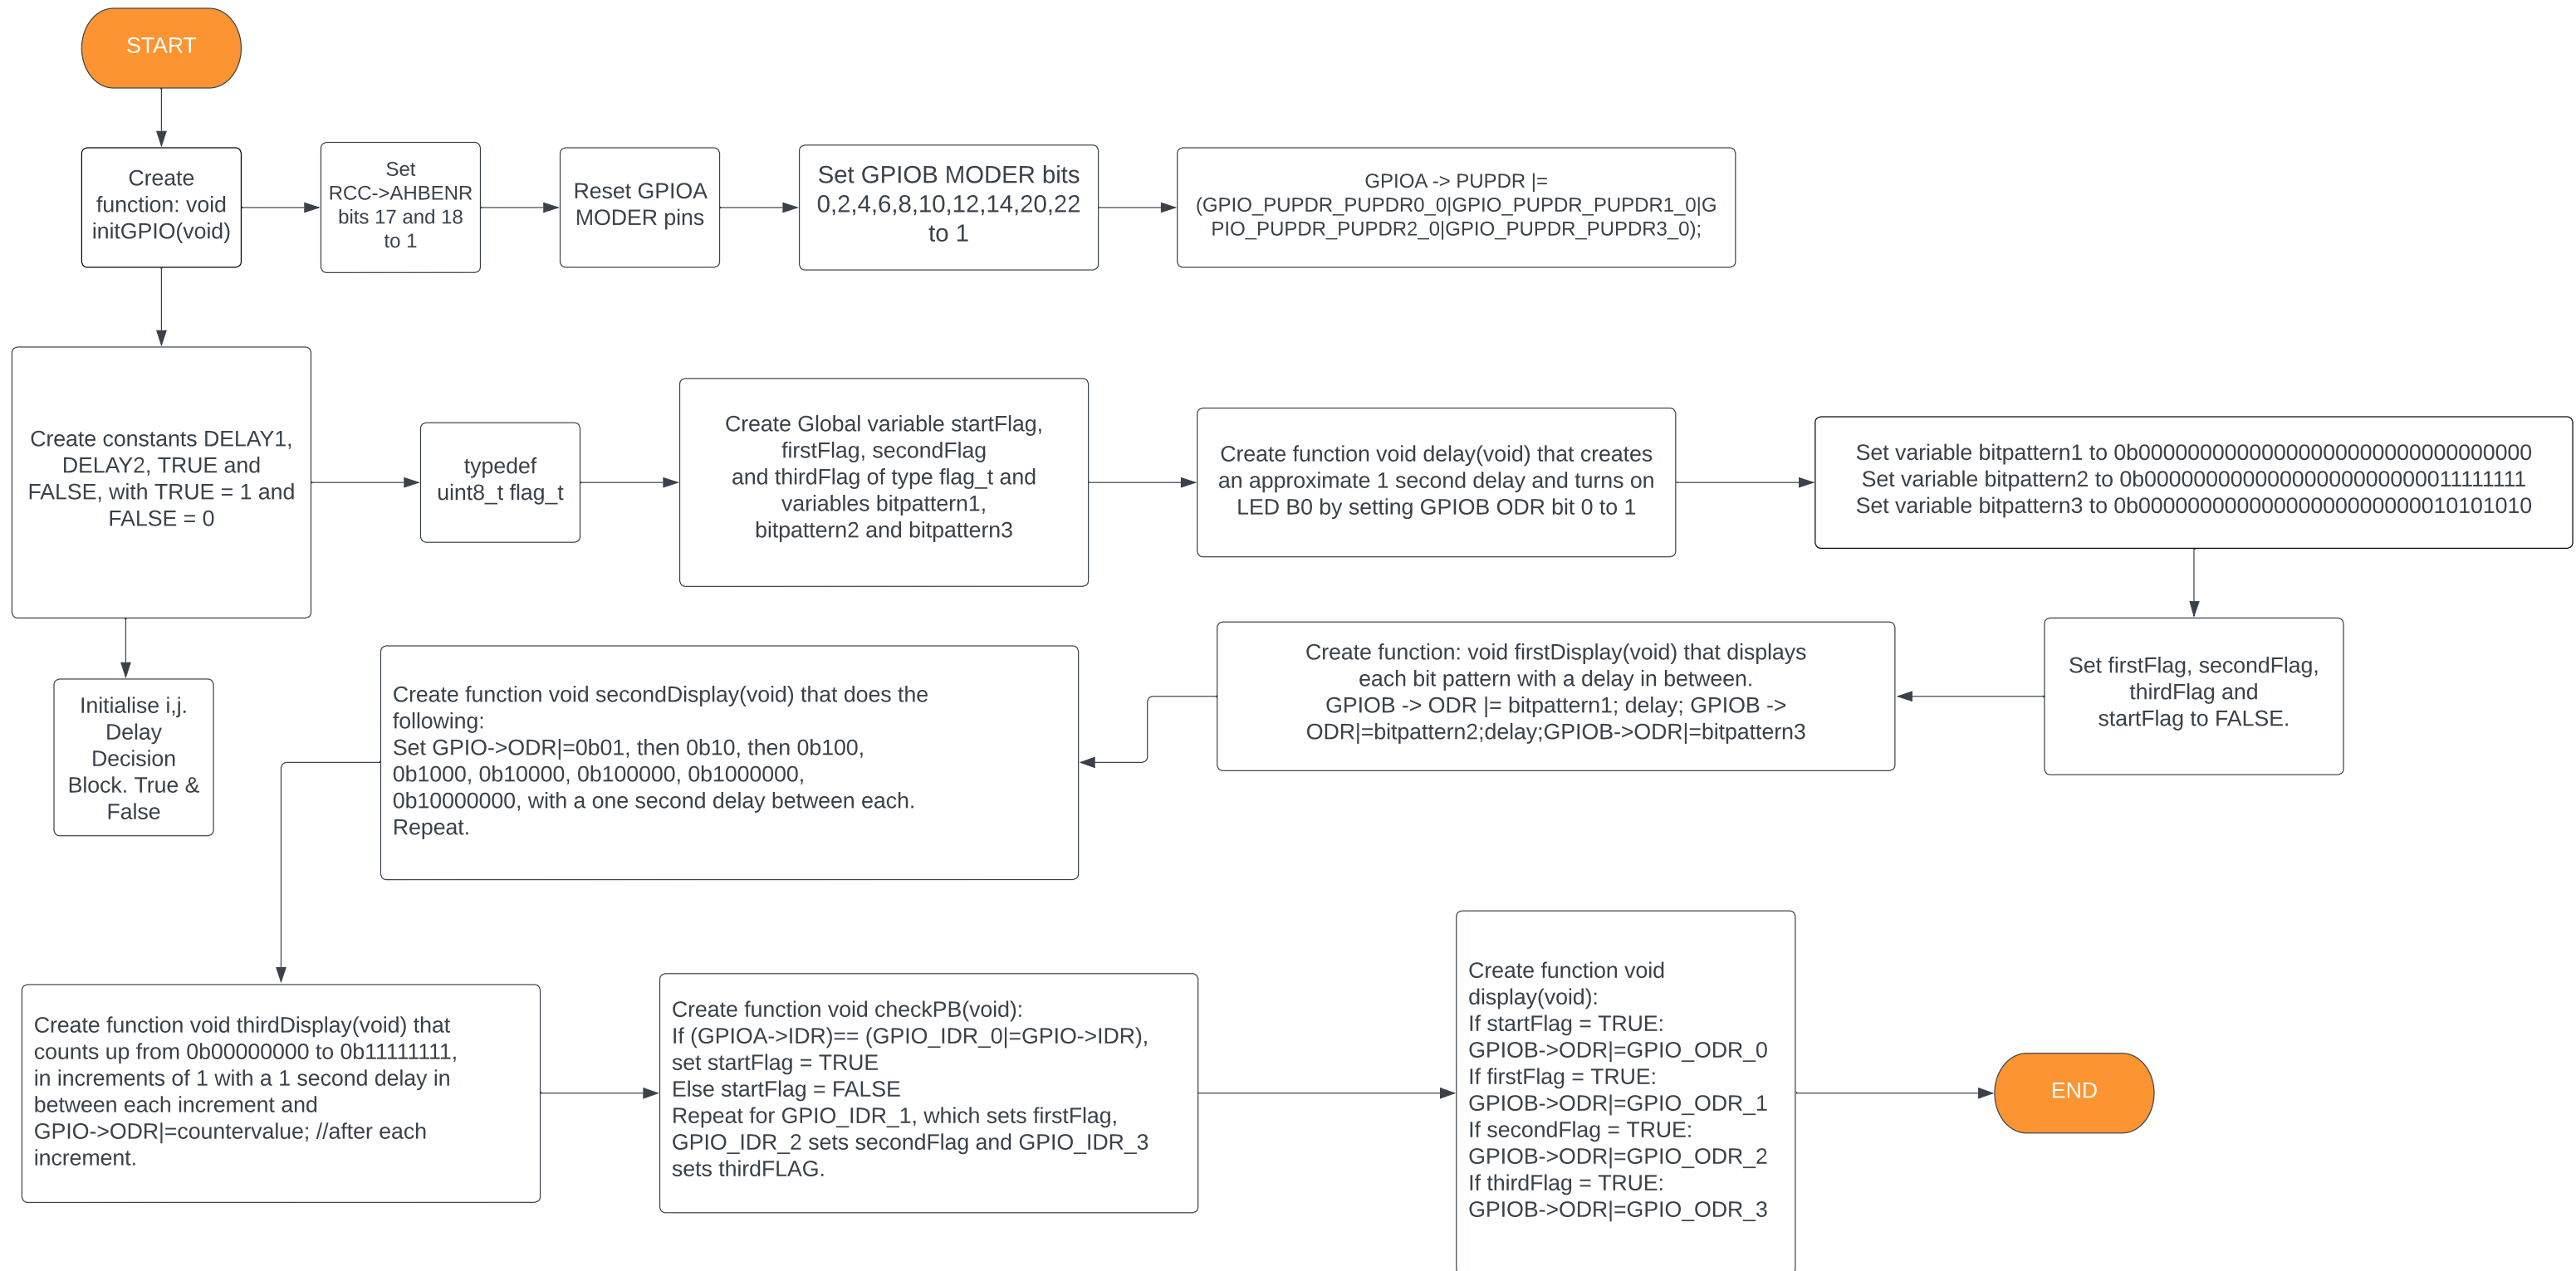 START
Create
function: void
initGPIO(void)
Set
RCC->AHBENR
bits 17 and 18
to 1
Reset GPIOA
MODER pins
Set GPIOB MODER bits
0,2,4,6,8,10,12,14,20,22
to 1
GPIOA -> PUPDR |=
(GPIO_PUPDR_PUPDR0_0|GPIO_PUPDR_PUPDR1_0|G
PIO_PUPDR_PUPDR2_0|GPIO_PUPDR_PUPDR3_0);
Create constants DELAY1,
DELAY2, TRUE and
FALSE, with TRUE = 1 and
FALSE = 0
typedef
uint8_t flag_t
Create Global variable startFlag,
firstFlag, secondFlag
and thirdFlag of type flag_t and
variables bitpattern1,
bitpattern2 and bitpattern3
Create function void delay(void) that creates
an approximate 1 second delay and turns on
LED B0 by setting GPIOB ODR bit 0 to 1
Set variable bitpattern1 to 0b00000000000000000000000000000000
Set variable bitpattern2 to 0b00000000000000000000000011111111
Set variable bitpattern3 to 0b00000000000000000000000010101010
Set firstFlag, secondFlag,
thirdFlag and
startFlag to FALSE.
Create function: void firstDisplay(void) that displays
each bit pattern with a delay in between.
GPIOB -> ODR |= bitpattern1; delay; GPIOB ->
ODR|=bitpattern2;delay;GPIOB->ODR|=bitpattern3
Create function void secondDisplay(void) that does the
following:
Set GPIO->ODR|=0b01, then 0b10, then 0b100,
0b1000, 0b10000, 0b100000, 0b1000000,
0b10000000, with a one second delay between each.
Repeat.
Initialise i,j.
Delay
Decision
Block. True &
False
Create function void thirdDisplay(void) that
counts up from 0b00000000 to 0b11111111,
in increments of 1 with a 1 second delay in
between each increment and
GPIO->ODR|=countervalue; //after each
increment.
Create function void checkPB(void):
If (GPIOA->IDR)== (GPIO_IDR_0|=GPIO->IDR),
set startFlag = TRUE
Else startFlag = FALSE
Repeat for GPIO_IDR_1, which sets firstFlag,
GPIO_IDR_2 sets secondFlag and GPIO_IDR_3
sets thirdFLAG.
Create function void
display(void):
If startFlag = TRUE:
GPIOB->ODR|=GPIO_ODR_0
If firstFlag = TRUE:
GPIOB->ODR|=GPIO_ODR_1
If secondFlag = TRUE:
GPIOB->ODR|=GPIO_ODR_2
If thirdFlag = TRUE:
GPIOB->ODR|=GPIO_ODR_3
END